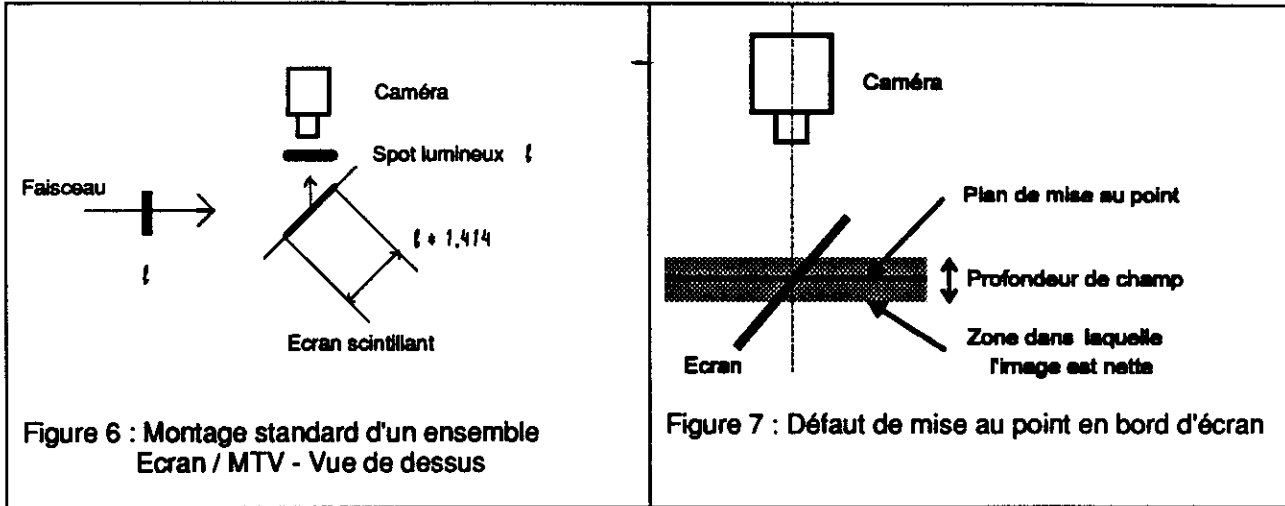 Caméra
Spot lumineux ℓ
Faisceau
ℓ
ℓ * 1.414
Ecran scintillant
Figure 6 : Montage standard d'un ensemble
Ecran / MTV - Vue de dessus
Caméra
Plan de mise au point
Profondeur de champ
Zone dans laquelle
l'image est nette
Ecran
Figure 7 : Défaut de mise au point en bord d'écran